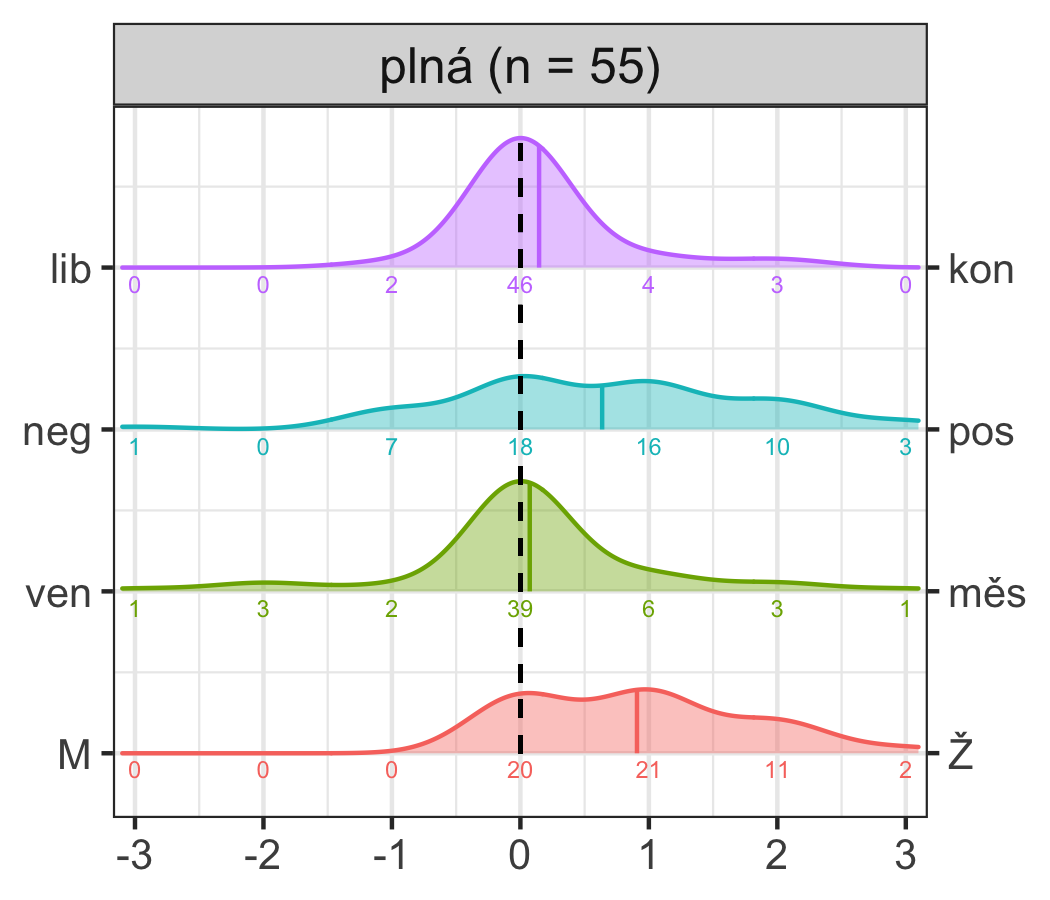 plná (n = 55)
lib 0 0 2 46 4 3 0 kon
neg 1 0 7 18 16 10 3 pos
ven 1 3 2 39 6 3 1 měs
M 0 0 0 20 21 11 2 Ž
-3 -2 -1 0 1 2 3